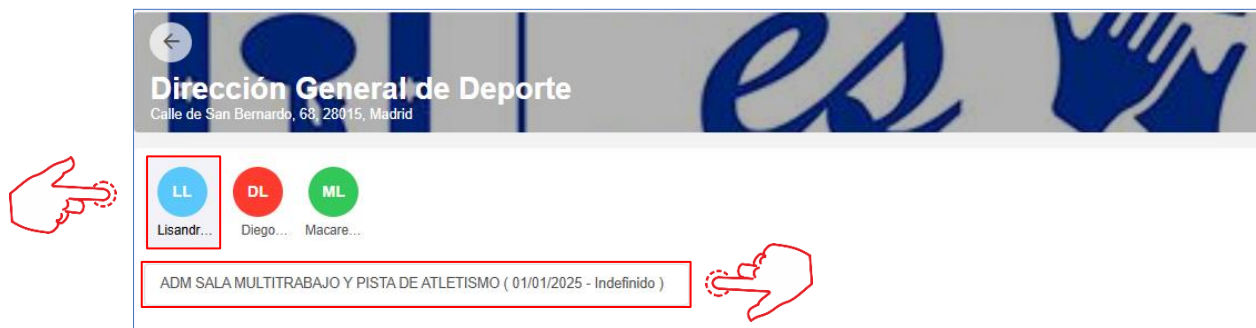 es
Dirección General de Deporte
Calle de San Bernardo, 68, 28015, Madrid
LL
DL
ML
Lisandr...
Diego...
Macare...
ADM SALA MULTITRABAJO Y PISTA DE ATLETISMO ( 01/01/2025 - Indefinido )